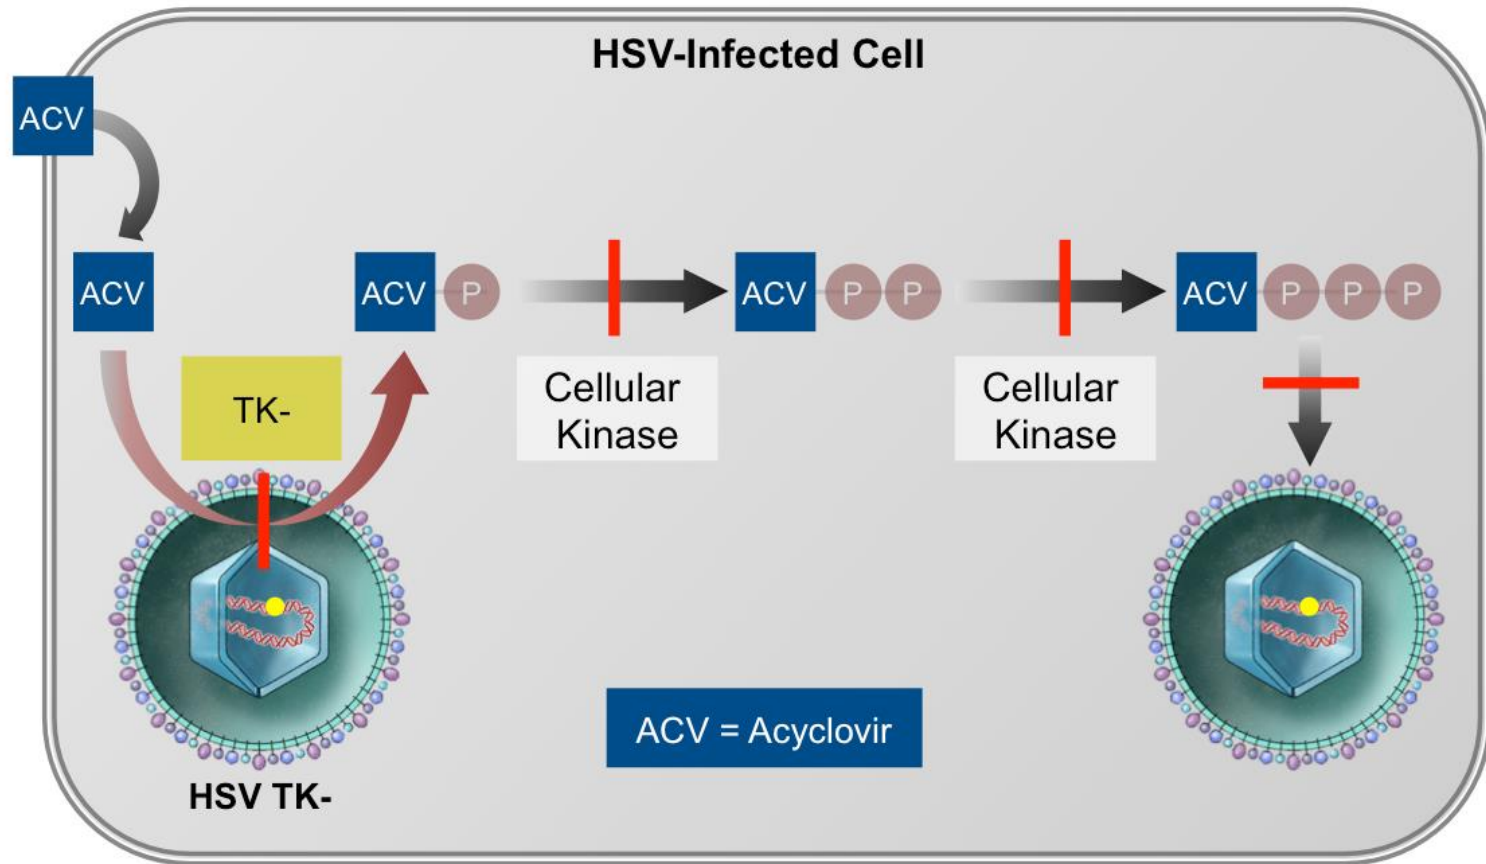 HSV-Infected Cell
ACV
ACV
TK-
HSV TK-
ACV P
Cellular
Kinase
ACV P P
Cellular
Kinase
ACV P P P
ACV = Acyclovir